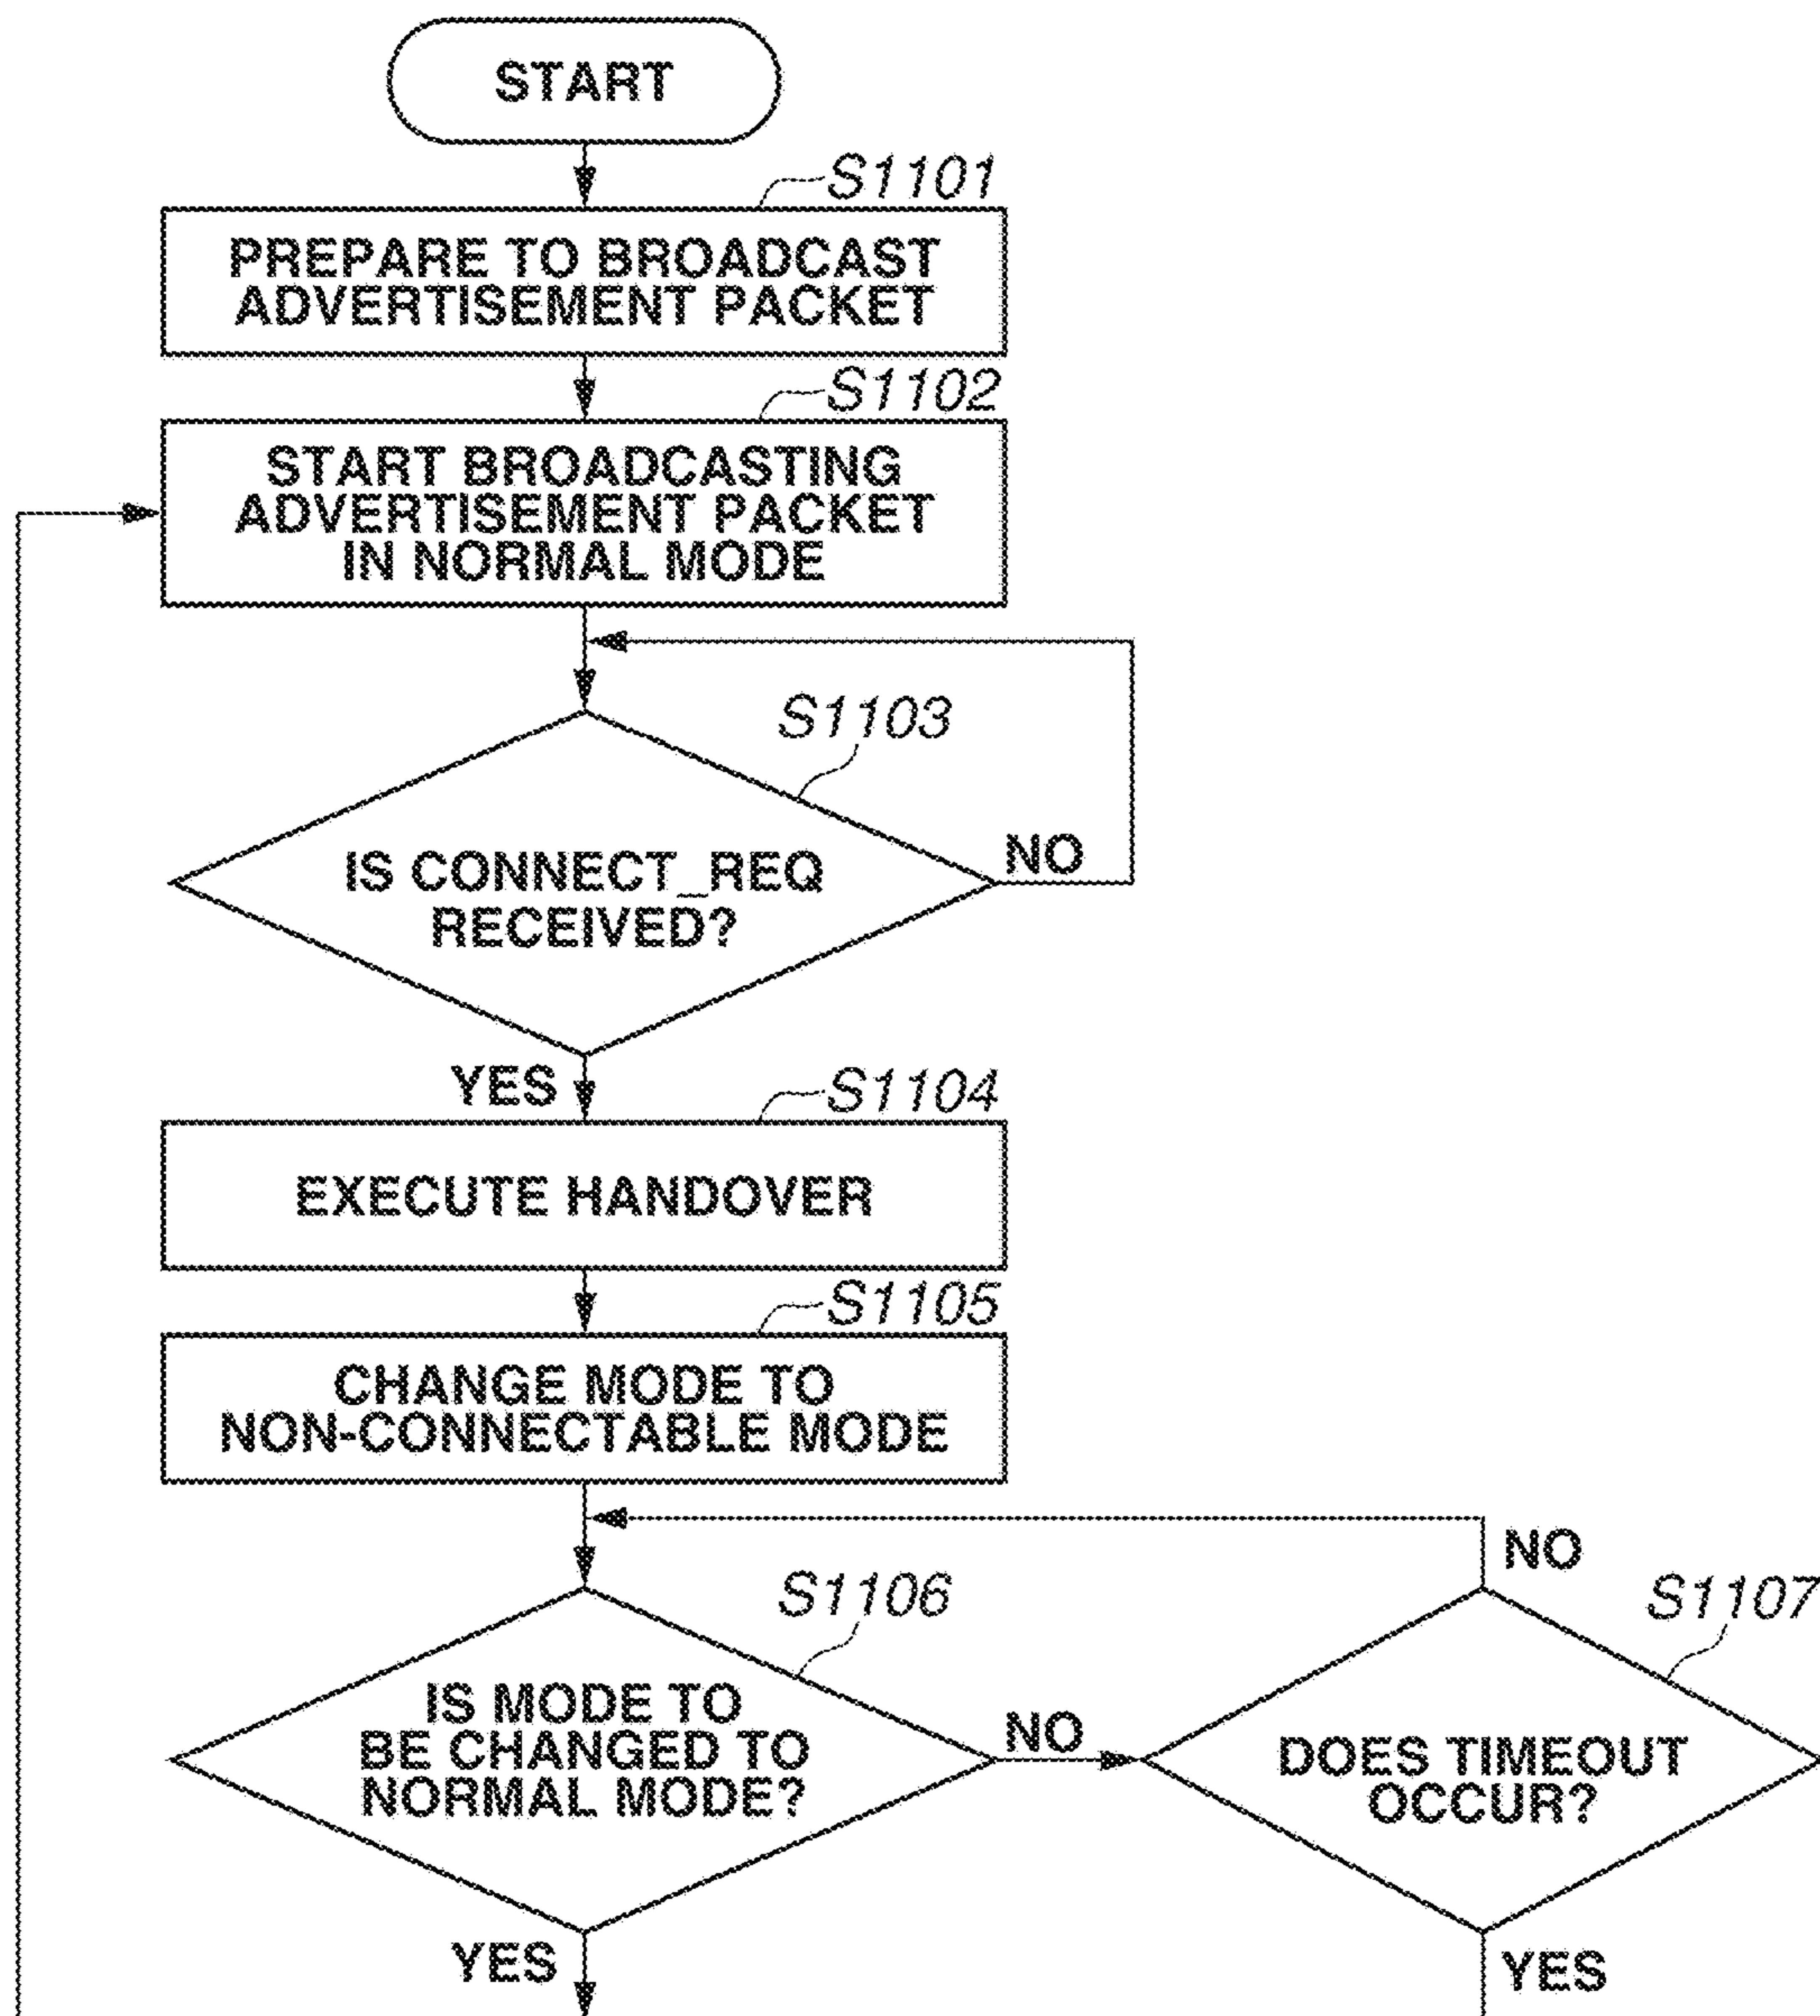 START
S1101
PREPARE TO BROADCAST
ADVERTISEMENT PACKET
S1102
START BROADCASTING
ADVERTISEMENT PACKET
IN NORMAL MODE
S1103
IS CONNECT_REQ
RECEIVED?
NO
YES
S1104
EXECUTE HANDOVER
S1105
CHANGE MODE TO
NON-CONNECTABLE MODE
NO
S1106
S1107
IS MODE TO
BE CHANGED TO
NORMAL MODE?
NO
DOES TIMEOUT
OCCUR?
YES
YES